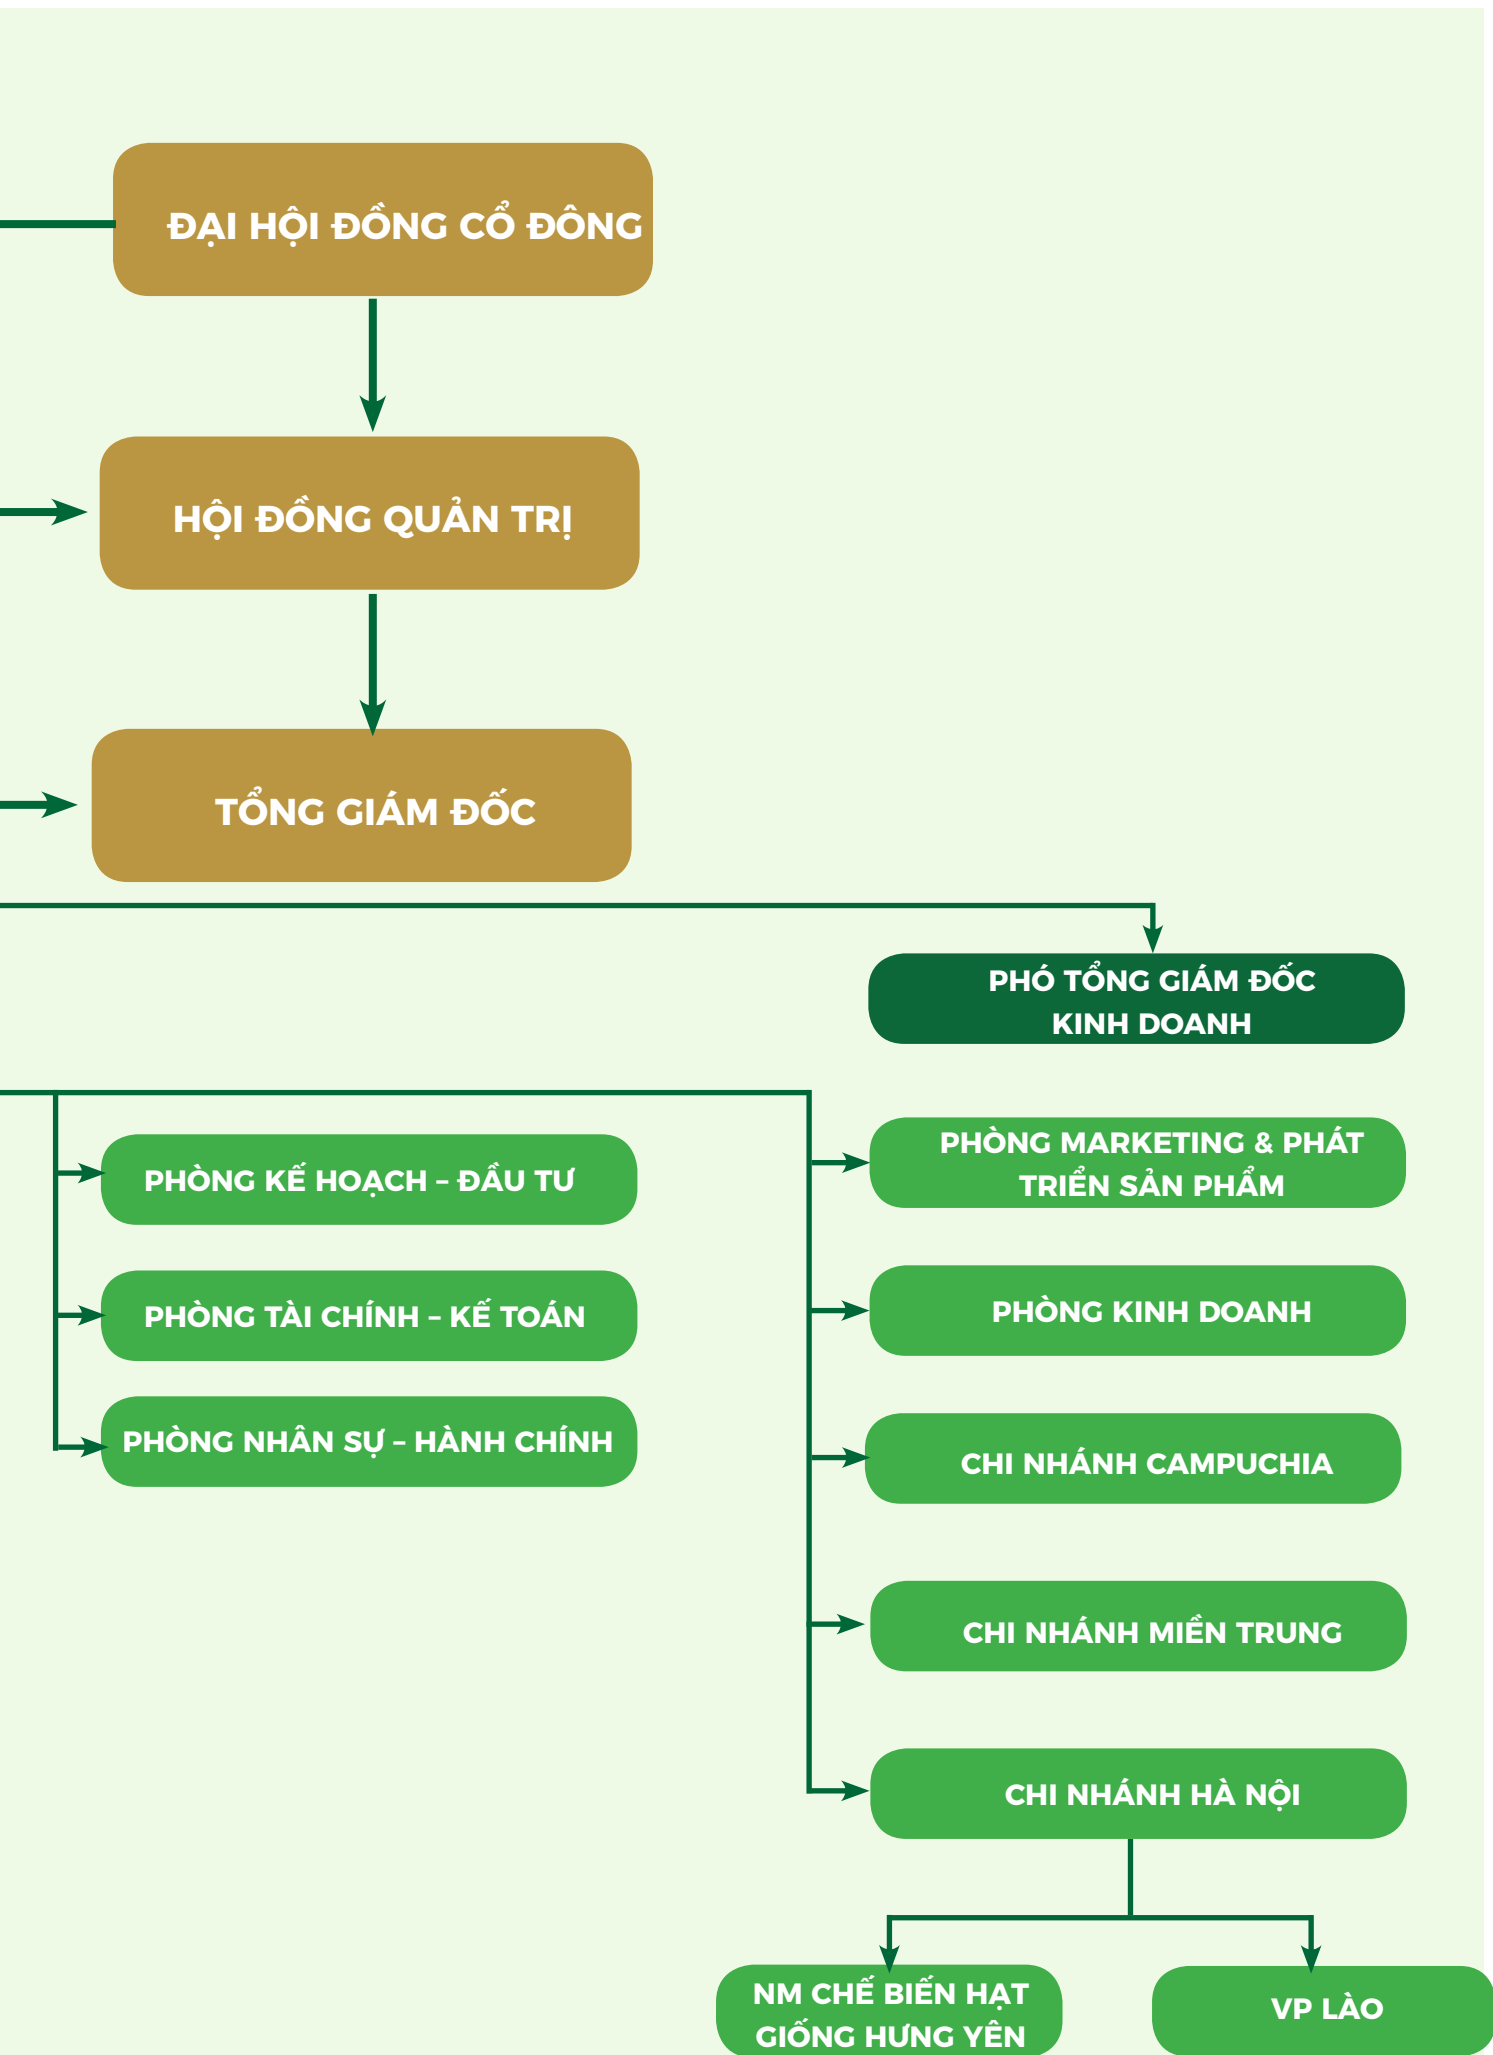 ĐẠI HỘI ĐỒNG CỔ ĐÔNG
HỘI ĐỒNG QUẢN TRỊ
TỔNG GIÁM ĐỐC
PHÓ TỔNG GIÁM ĐỐC
KINH DOANH
PHÒNG KẾ HOẠCH – ĐẦU TƯ
PHÒNG TÀI CHÍNH – KẾ TOÁN
PHÒNG NHÂN SỰ – HÀNH CHÍNH
PHÒNG MARKETING & PHÁT
TRIỂN SẢN PHẨM
PHÒNG KINH DOANH
CHI NHÁNH CAMPUCHIA
CHI NHÁNH MIỀN TRUNG
CHI NHÁNH HÀ NỘI
NM CHẾ BIẾN HẠT
GIỐNG HƯNG YÊN
VP LÀO